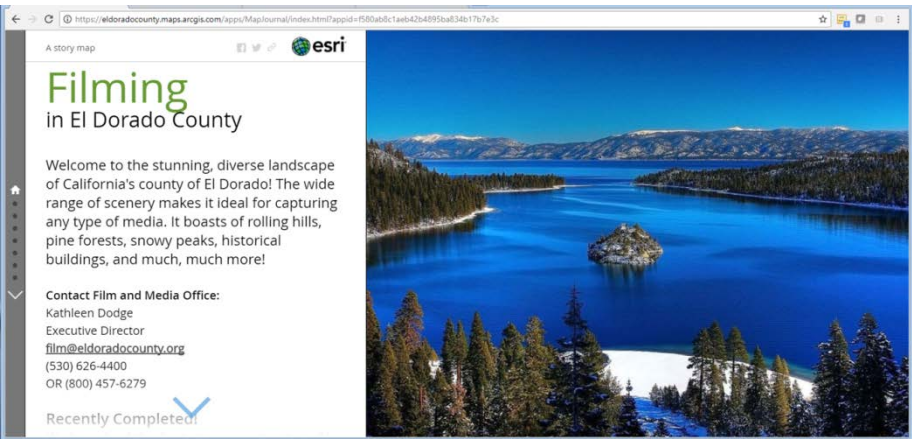 https://eldoradocounty.maps.arcgis.com/apps/MapJournal/index.html?appid=f580ab8c1aeb42b4895ba834b17b7e3c
A story map
esri
Filming
in El Dorado County
Welcome to the stunning, diverse landscape
of California's county of El Dorado! The wide
range of scenery makes it ideal for capturing
any type of media. It boasts of rolling hills,
pine forests, snowy peaks, historical
buildings, and much, much more!
Contact Film and Media Office:
Kathleen Dodge
Executive Director
film@eldoradocounty.org
(530) 626-4400
OR (800) 457-6279
Recently Completed!